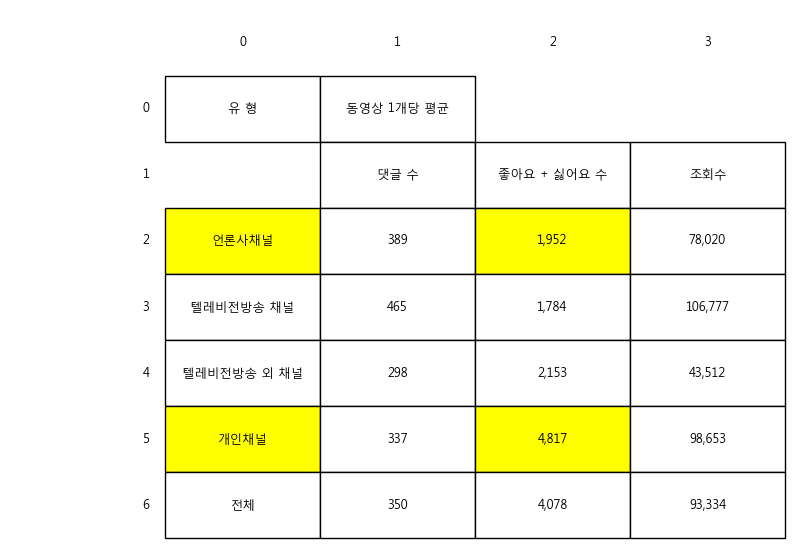 0 1 2 3
0 유 형 동영상 1개당 평균
1 댓글 수 좋아요 + 싫어요 수 조회수
2 언론사채널 389 1,952 78,020
3 텔레비전방송 채널 465 1,784 106,777
4 텔레비전방송 외 채널 298 2,153 43,512
5 개인채널 337 4,817 98,653
6 전체 350 4,078 93,334